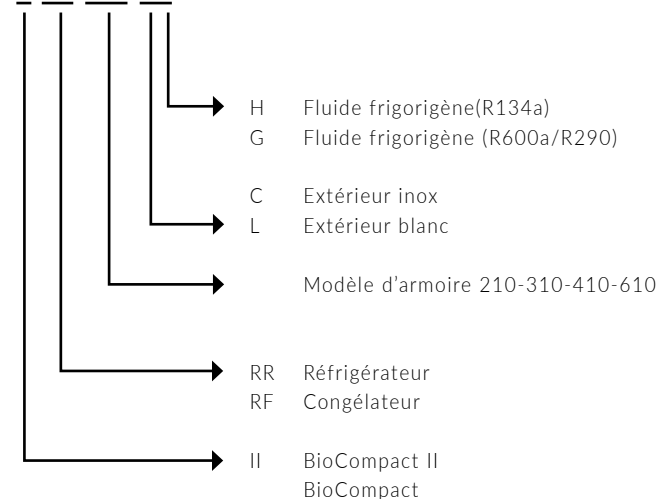 H Fluide frigorigène(R134a)
G Fluide frigorigène (R600a/R290)
C Extérieur inox
L Extérieur blanc
Modèle d'armoire 210-310-410-610
RR Réfrigérateur
RF Congélateur
II BioCompact II
BioCompact